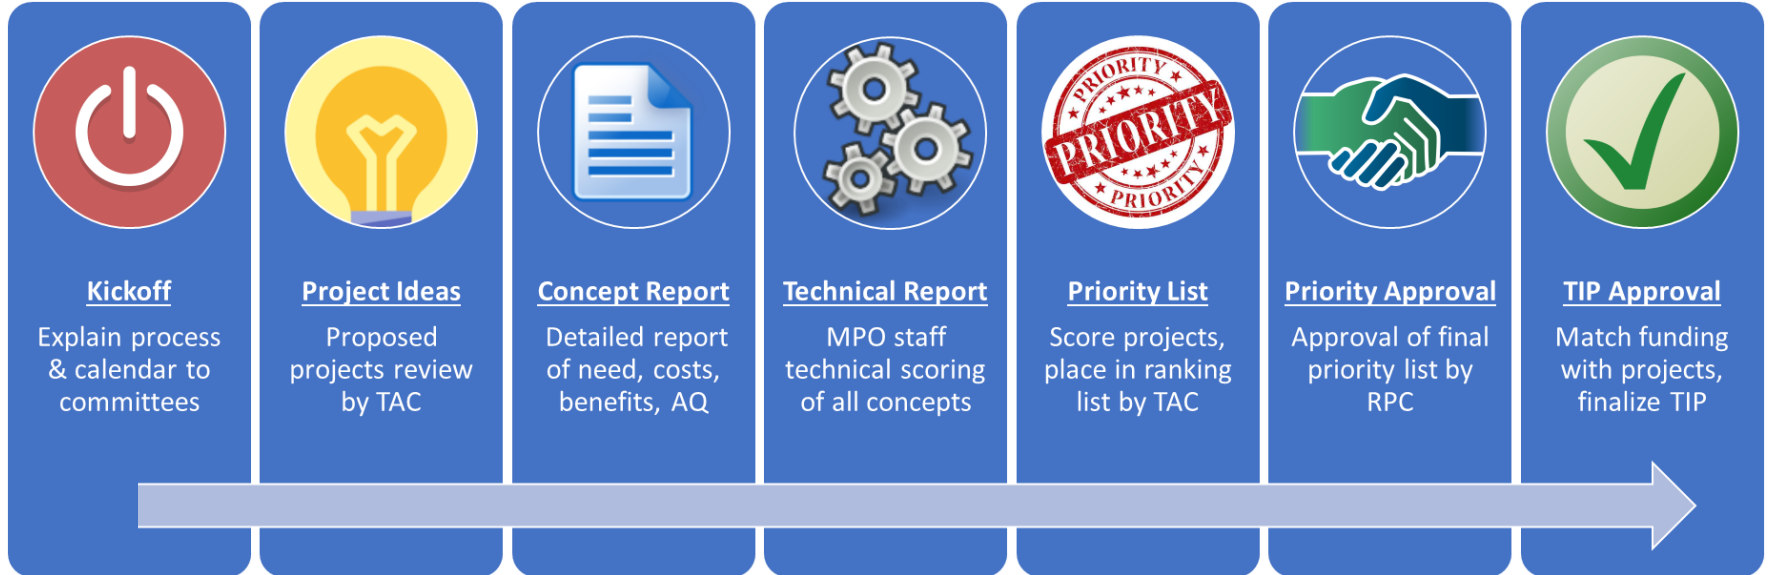 PRIORITY
PRIORITY
PRIORITY
Kickoff
Explain process
& calendar to
committees
Project Ideas
Proposed
projects review
by TAC
Concept Report
Detailed report
of need, costs,
benefits, AQ
Technical Report
MPO staff
technical scoring
of all concepts
Priority List
Score projects,
place in ranking
list by TAC
Priority Approval
Approval of final
priority list by
RPC
TIP Approval
Match funding
with projects,
finalize TIP